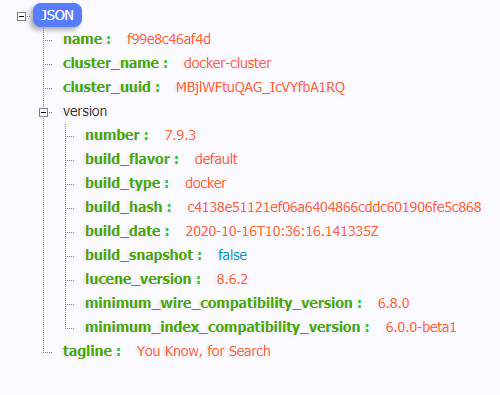 JSON
name : f99e8c46af4d
cluster_name : docker-cluster
cluster_uuid : MBjlWFtuQAG_IcVYfbA1RQ
version
number : 7.9.3
build_flavor : default
build_type : docker
build_hash : c4138e51121ef06a6404866cddc601906fe5c868
build_date : 2020-10-16T10:36:16.141335Z
build_snapshot : false
lucene_version : 8.6.2
minimum_wire_compatibility_version : 6.8.0
minimum_index_compatibility_version : 6.0.0-beta1
tagline : You Know, for Search